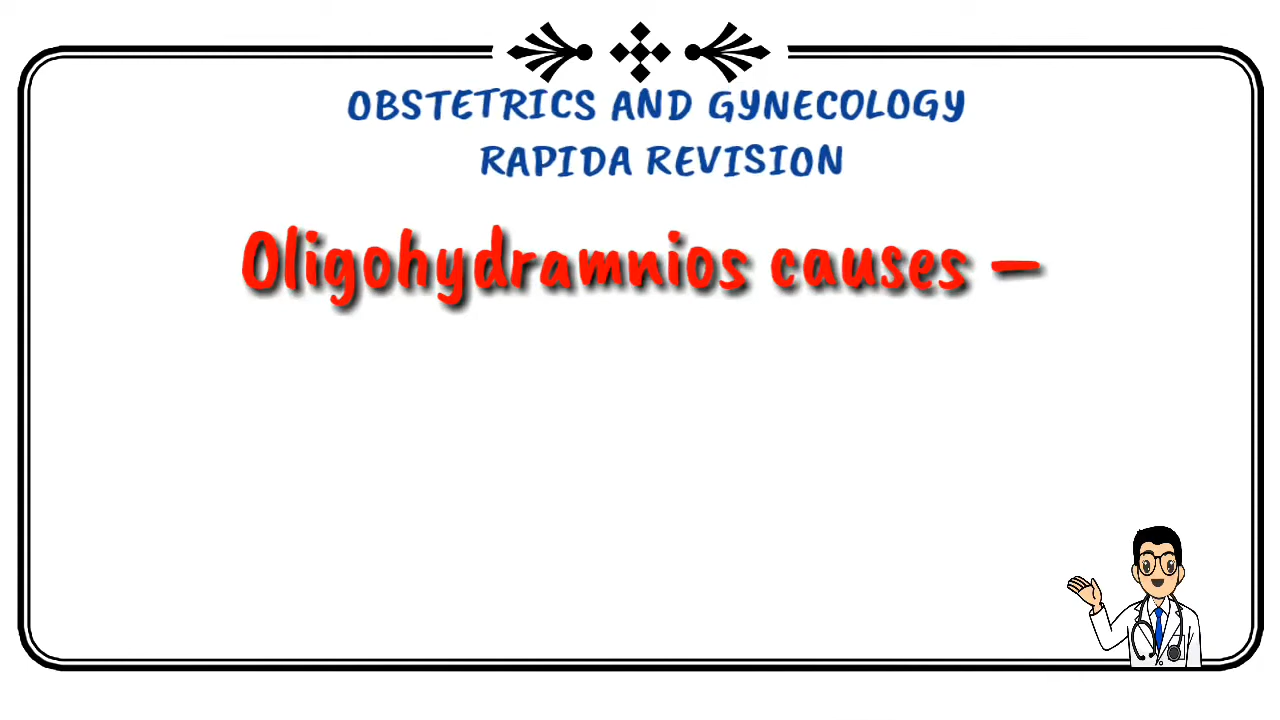 OBSTETRICS AND GYNECOLOGY
RAPIDA REVISION
Oligohydramnios causes –